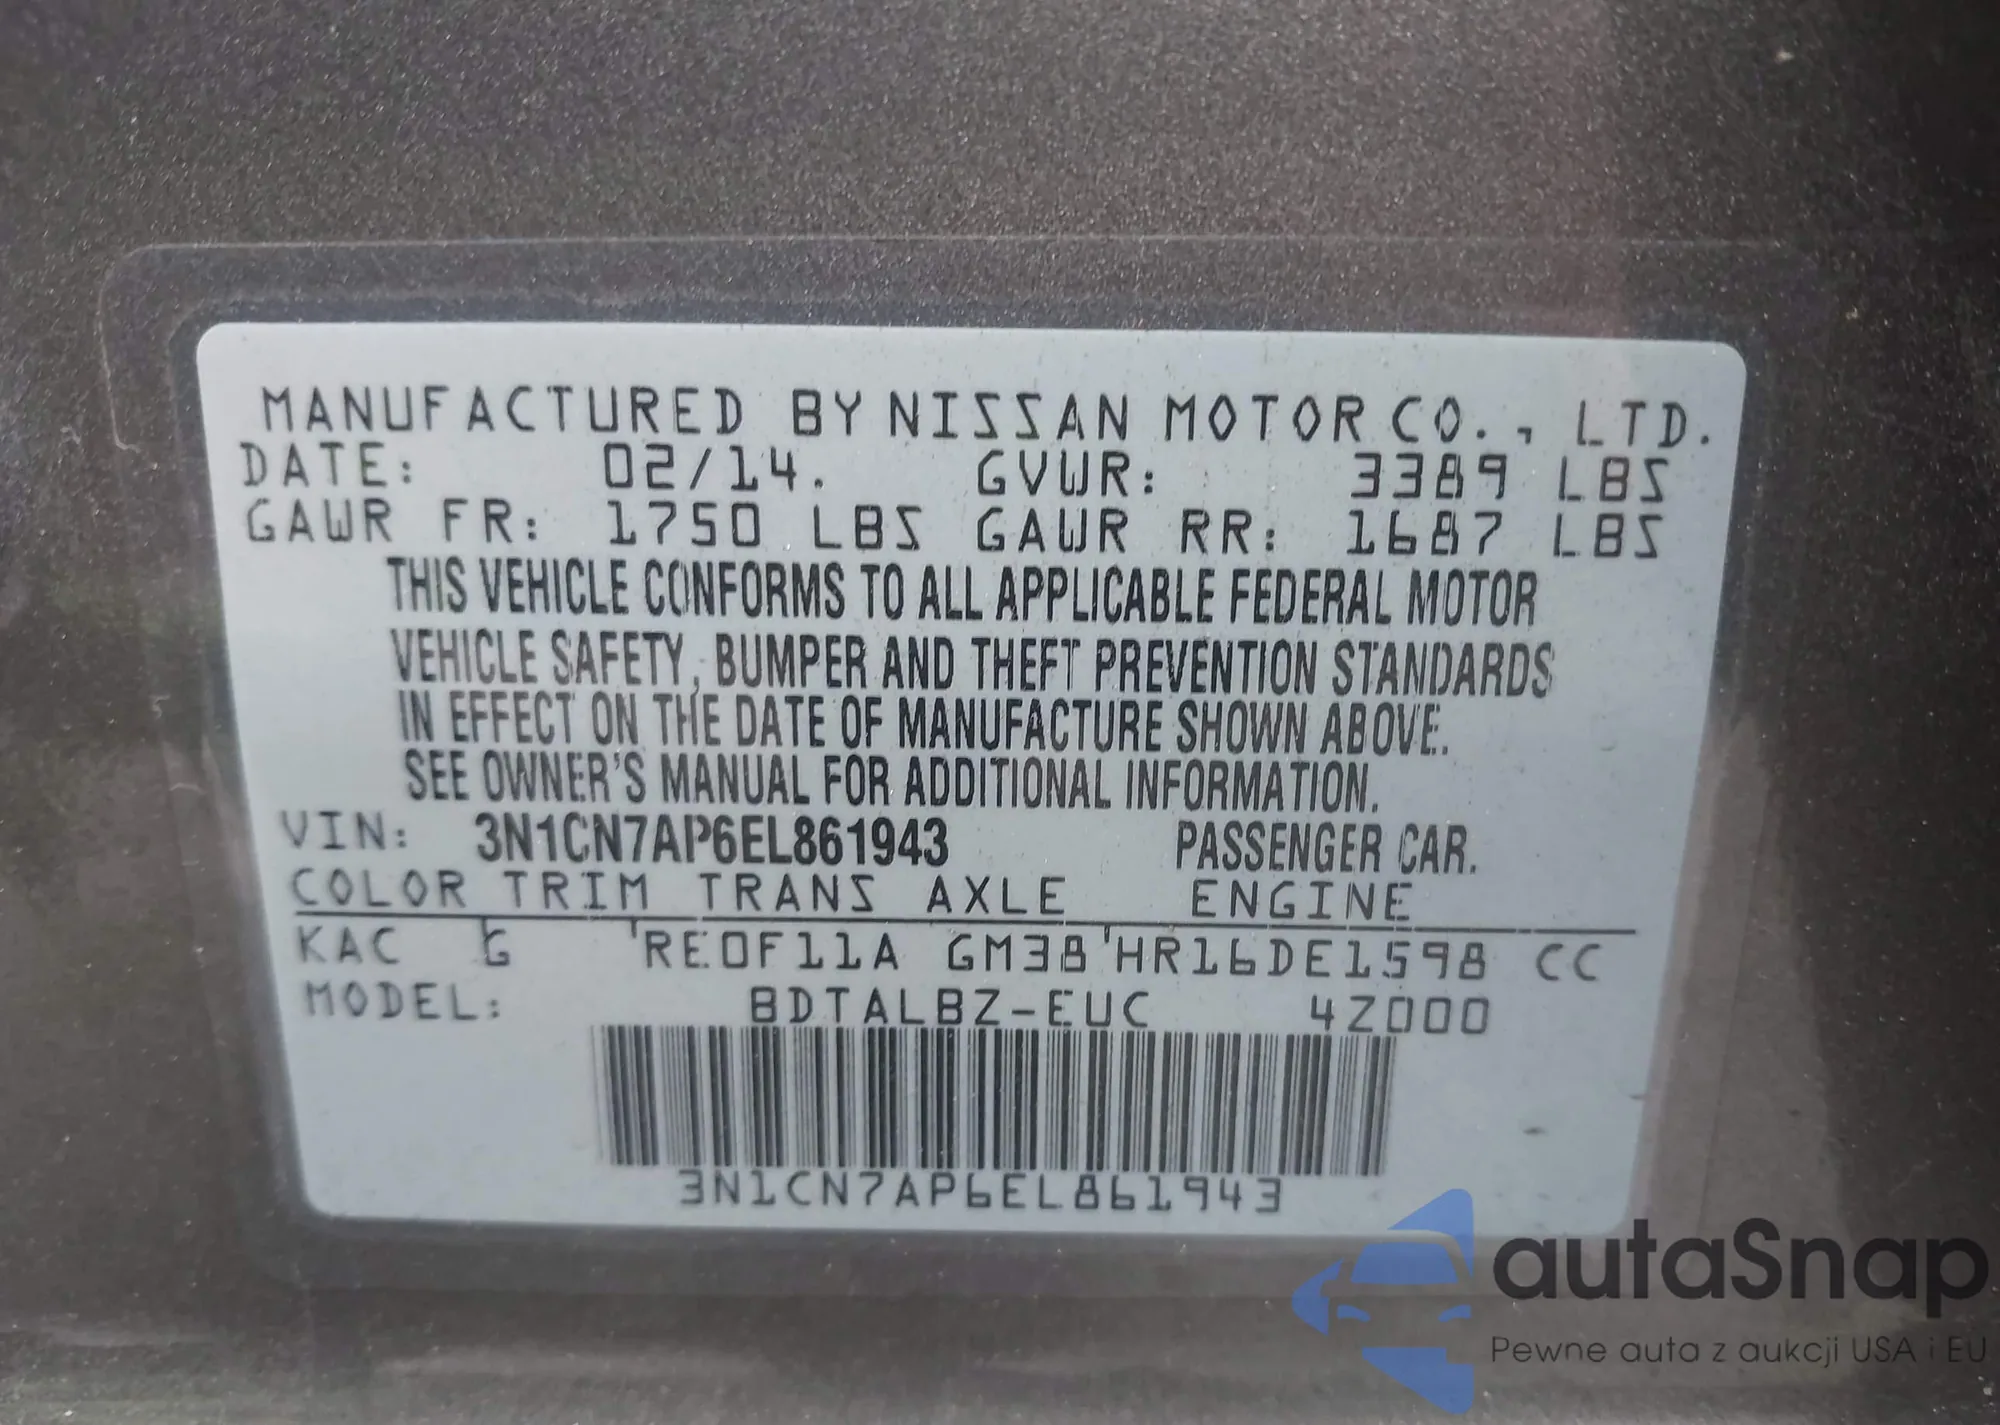 MANUFACTURED BY NISSAN MOTOR CO., LTD.
DATE: 02/14. GVWR: 3389 LBS
GAWR FR: 1750 LBS GAWR RR: 1687 LBS
THIS VEHICLE CONFORMS TO ALL APPLICABLE FEDERAL MOTOR
VEHICLE SAFETY, BUMPER AND THEFT PREVENTION STANDARDS
IN EFFECT ON THE DATE OF MANUFACTURE SHOWN ABOVE.
SEE OWNER'S MANUAL FOR ADDITIONAL INFORMATION.
VIN: 3N1CN7AP6EL861943 PASSENGER CAR.
COLOR TRIM TRANS AXLE ENGINE
KAC G RE0F11A GM38 HR16DE1598 CC
MODEL: BDTALBZ-EUC 4Z000
3N1CN7AP6EL861943
autaSnap
Pewne auta z aukcji USA i EU